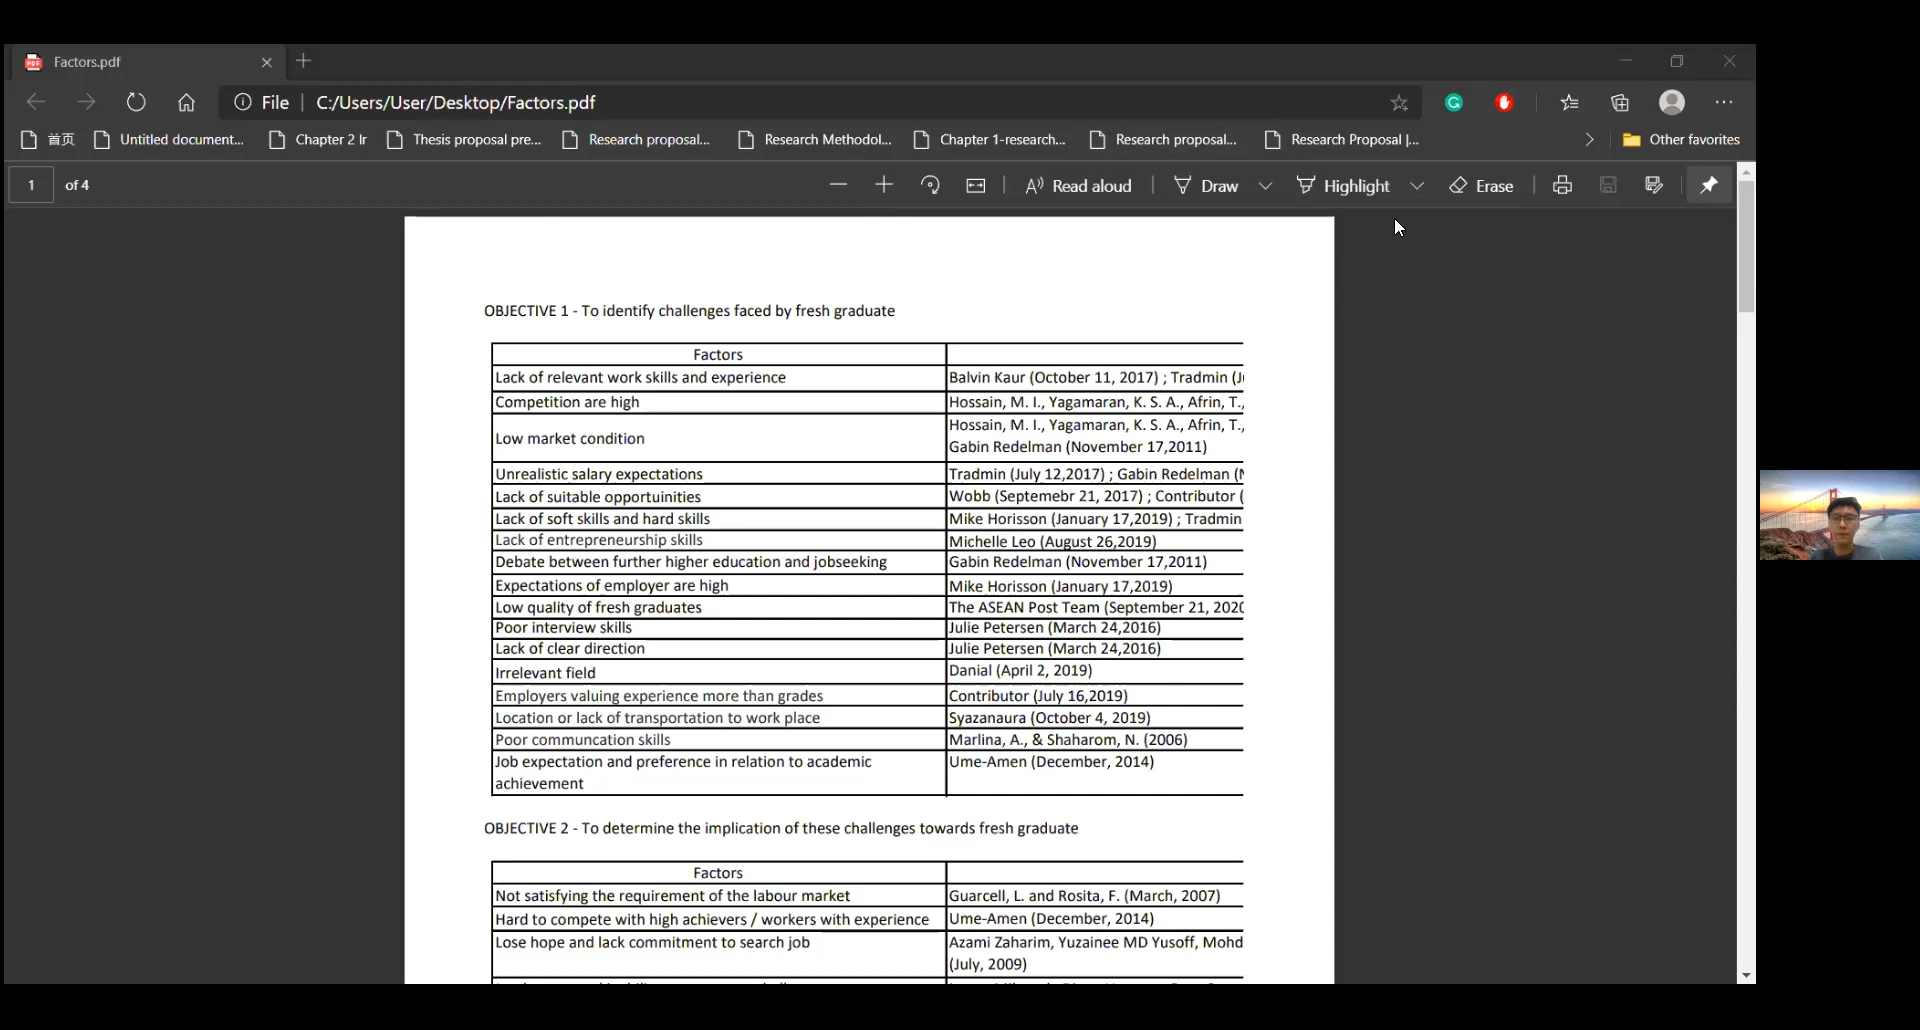 Factors.pdf
File C:/Users/User/Desktop/Factors.pdf
首页 Untitled document... Chapter 2 lr Thesis proposal pre... Research proposal... Research Methodol... Chapter 1-research... Research proposal... Research Proposal |... Other favorites
1 of 4 Read aloud Draw Highlight Erase
OBJECTIVE 1 - To identify challenges faced by fresh graduate
Factors
Lack of relevant work skills and experience Balvin Kaur (October 11, 2017) ; Tradmin
Competition are high Hossain, M. I., Yagamaran, K. S. A., Afrin, T.,
Low market condition Hossain, M. I., Yagamaran, K. S. A., Afrin, T.,
Gabin Redelman (November 17,2011)
Unrealistic salary expectations Tradmin (July 12,2017) ; Gabin Redelman
Lack of suitable opportuinities Wobb (Septemebr 21, 2017) ; Contributor (
Lack of soft skills and hard skills Mike Horisson (January 17,2019) ; Tradmin
Lack of entrepreneurship skills Michelle Leo (August 26,2019)
Debate between further higher education and jobseeking Gabin Redelman (November 17,2011)
Expectations of employer are high Mike Horisson (January 17,2019)
Low quality of fresh graduates The ASEAN Post Team (September 21, 2020
Poor interview skills Julie Petersen (March 24,2016)
Lack of clear direction Julie Petersen (March 24,2016)
Irrelevant field Danial (April 2, 2019)
Employers valuing experience more than grades Contributor (July 16,2019)
Location or lack of transportation to work place Syazanaura (October 4, 2019)
Poor communcation skills Marlina, A., & Shaharom, N. (2006)
Job expectation and preference in relation to academic Ume-Amen (December, 2014)
achievement
OBJECTIVE 2 - To determine the implication of these challenges towards fresh graduate
Factors
Not satisfying the requirement of the labour market Guarcell, L. and Rosita, F. (March, 2007)
Hard to compete with high achievers / workers with experience Ume-Amen (December, 2014)
Lose hope and lack commitment to search job Azami Zaharim, Yuzainee MD Yusoff, Mohd
(July, 2009)